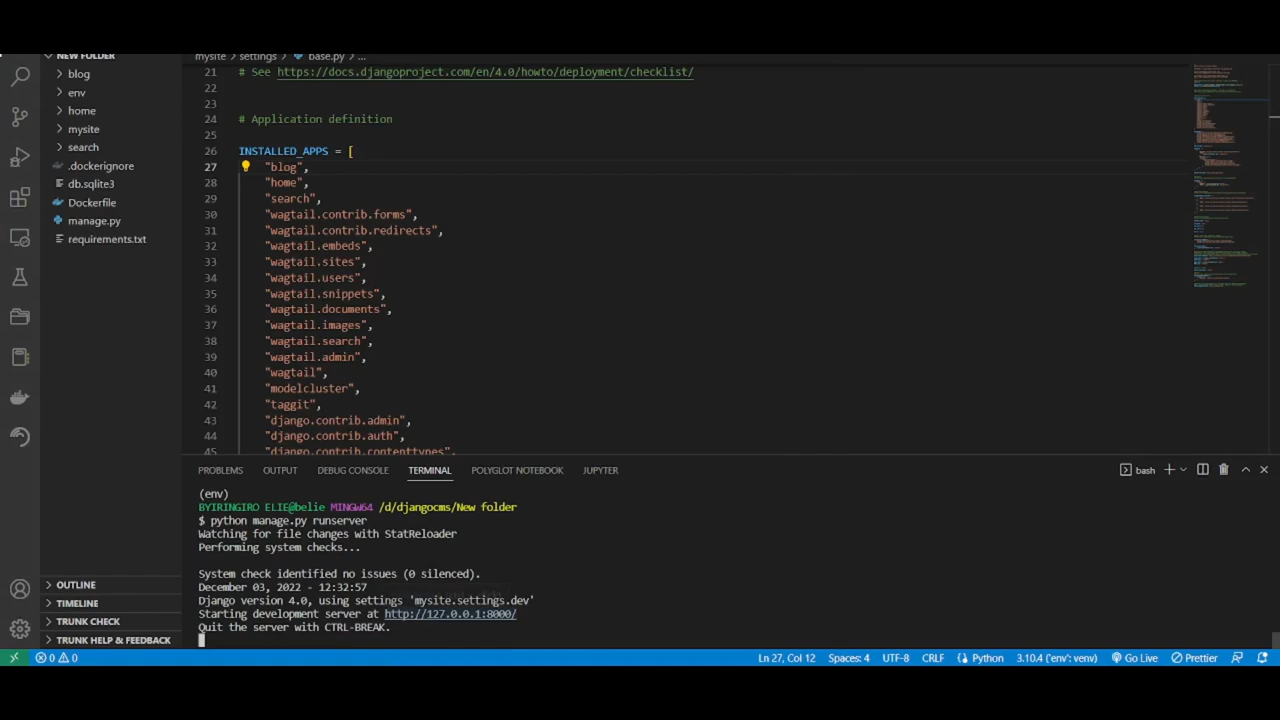 NEW FOLDER
blog
env
home
mysite
search
.dockerignore
db.sqlite3
Dockerfile
manage.py
requirements.txt
OUTLINE
TIMELINE
TRUNK CHECK
TRUNK HELP & FEEDBACK
mysite > settings > base.py > ...
21 # See https://docs.djangoproject.com/en/4.0/howto/deployment/checklist/
22
23
24 # Application definition
25
26 INSTALLED_APPS = [
27 "blog",
28 "home",
29 "search",
30 "wagtail.contrib.forms",
31 "wagtail.contrib.redirects",
32 "wagtail.embeds",
33 "wagtail.sites",
34 "wagtail.users",
35 "wagtail.snippets",
36 "wagtail.documents",
37 "wagtail.images",
38 "wagtail.search",
39 "wagtail.admin",
40 "wagtail",
41 "modelcluster",
42 "taggit",
43 "django.contrib.admin",
44 "django.contrib.auth",
45 "django.contrib.contenttypes",
PROBLEMS OUTPUT DEBUG CONSOLE TERMINAL POLYGLOT NOTEBOOK JUPYTER bash
(env)
BYIRINGIRO ELIE@belie MINGW64 /d/djangocms/New folder
$ python manage.py runserver
Watching for file changes with StatReloader
Performing system checks...
System check identified no issues (0 silenced).
December 03, 2022 - 12:32:57
Django version 4.0, using settings 'mysite.settings.dev'
Starting development server at http://127.0.0.1:8000/
Quit the server with CTRL-BREAK.
0 0 Ln 27, Col 12 Spaces: 4 UTF-8 CRLF Python 3.10.4 ('env': venv) Go Live Prettier